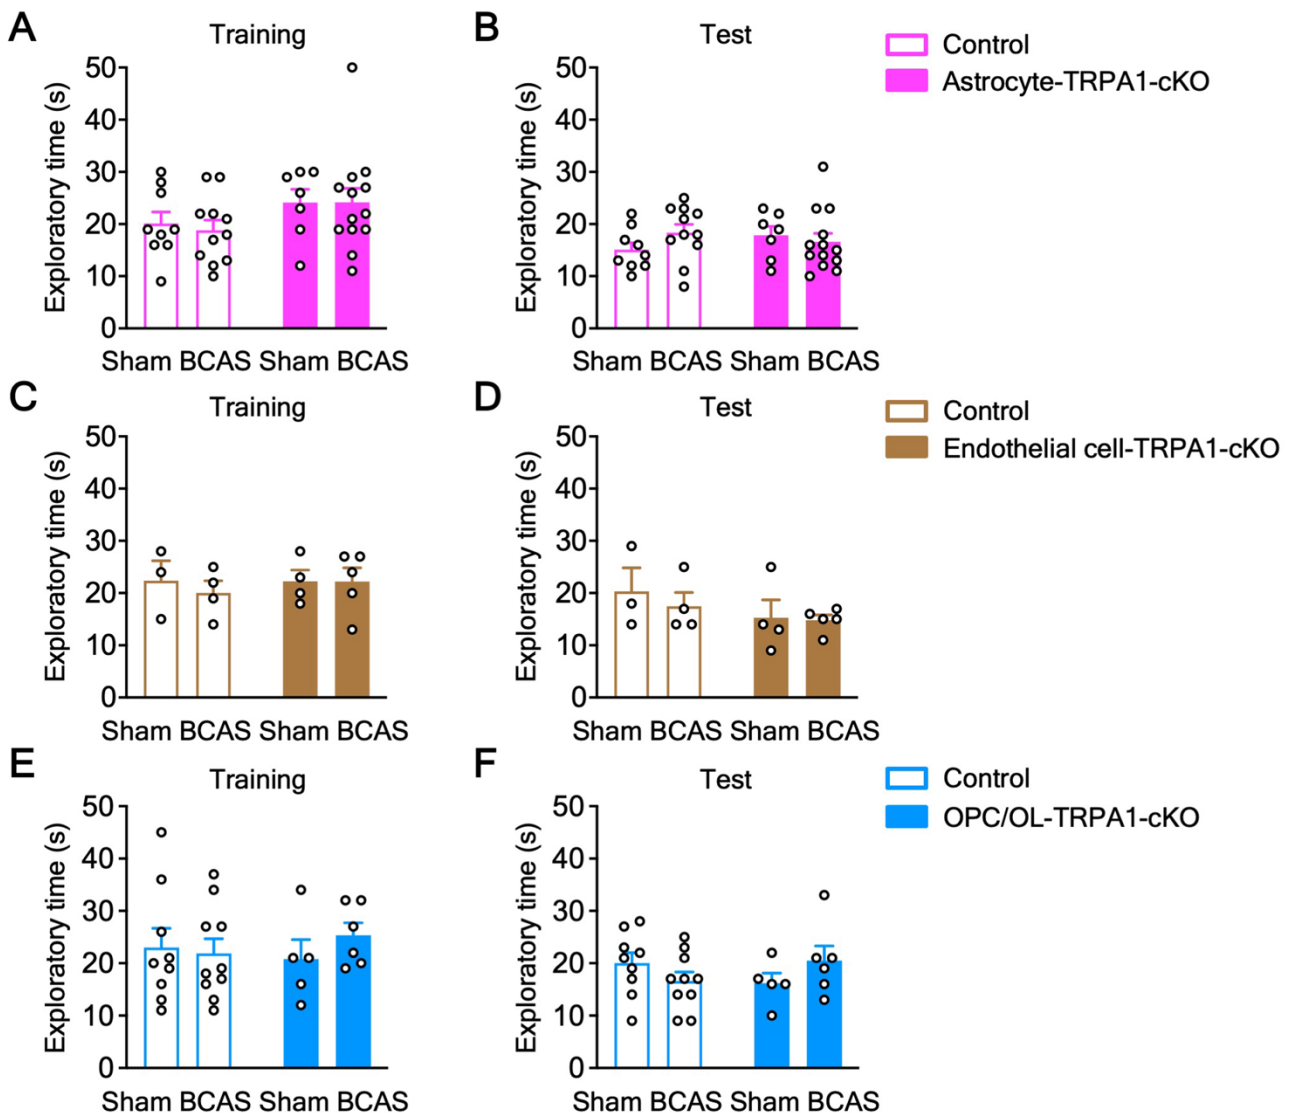 A
Training
Exploratory time (s)
50
40
30
20
10
0
Sham BCAS Sham BCAS
B
Test
Exploratory time (s)
50
40
30
20
10
0
Sham BCAS Sham BCAS
Control
Astrocyte-TRPA1-cKO
C
Training
Exploratory time (s)
50
40
30
20
10
0
Sham BCAS Sham BCAS
D
Test
Exploratory time (s)
50
40
30
20
10
0
Sham BCAS Sham BCAS
Control
Endothelial cell-TRPA1-cKO
E
Training
Exploratory time (s)
50
40
30
20
10
0
Sham BCAS Sham BCAS
F
Test
Exploratory time (s)
50
40
30
20
10
0
Sham BCAS Sham BCAS
Control
OPC/OL-TRPA1-cKO